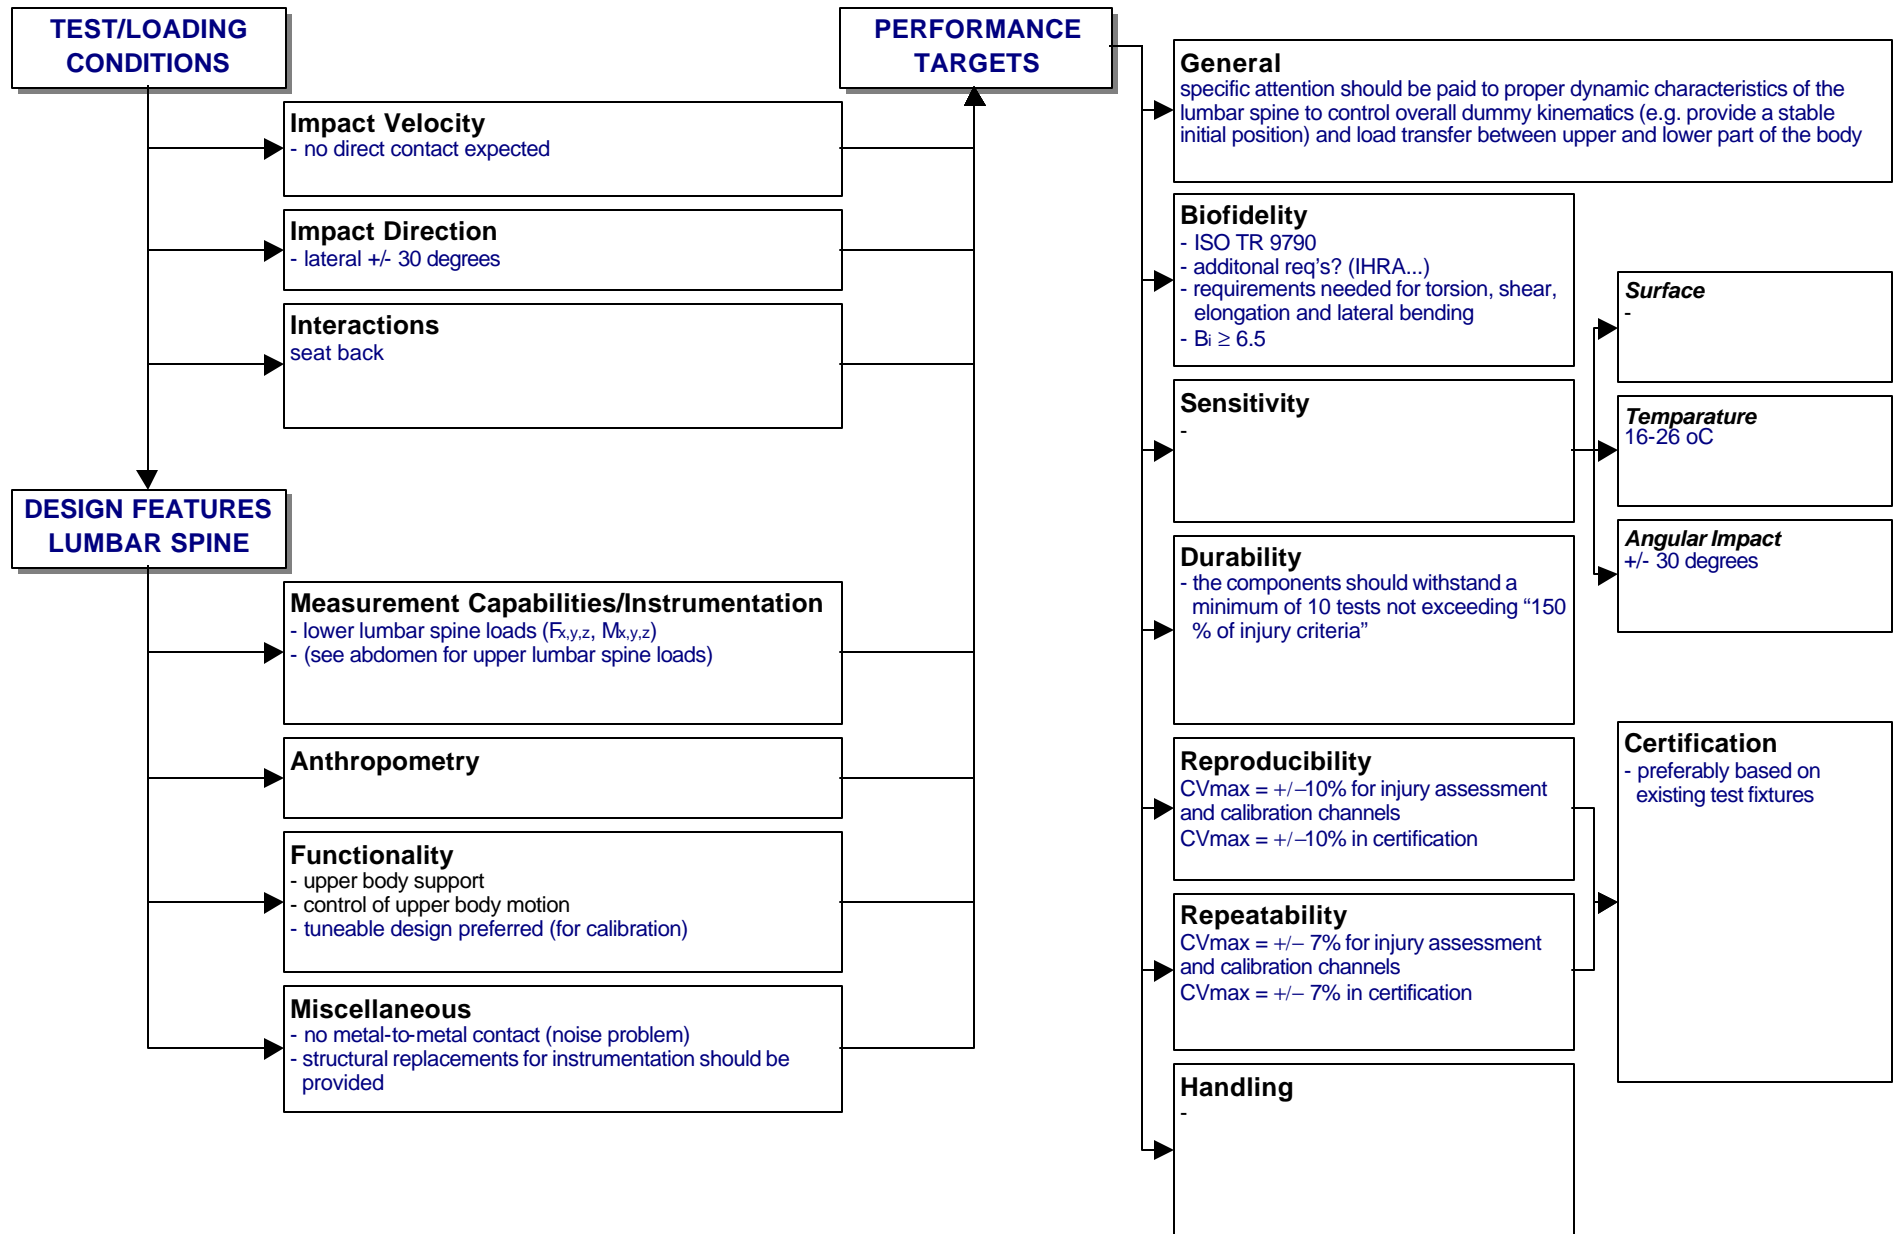 TEST/LOADING
CONDITIONS
Impact Velocity
- no direct contact expected
Impact Direction
- lateral +/- 30 degrees
Interactions
seat back
DESIGN FEATURES
LUMBAR SPINE
Measurement Capabilities/Instrumentation
- lower lumbar spine loads (Fx,y,z, Mx,y,z)
- (see abdomen for upper lumbar spine loads)
Anthropometry
Functionality
- upper body support
- control of upper body motion
- tuneable design preferred (for calibration)
Miscellaneous
- no metal-to-metal contact (noise problem)
- structural replacements for instrumentation should be
provided
PERFORMANCE
TARGETS
General
specific attention should be paid to proper dynamic characteristics of the
lumbar spine to control overall dummy kinematics (e.g. provide a stable
initial position) and load transfer between upper and lower part of the body
Biofidelity
- ISO TR 9790
- additonal req's? (IHRA...)
- requirements needed for torsion, shear,
elongation and lateral bending
- Bi ≥ 6.5
Sensitivity
-
Surface
-
Temparature
16-26 oC
Angular Impact
+/- 30 degrees
Durability
- the components should withstand a
minimum of 10 tests not exceeding “150
% of injury criteria”
Reproducibility
CVmax = +/−10% for injury assessment
and calibration channels
CVmax = +/−10% in certification
Repeatability
CVmax = +/− 7% for injury assessment
and calibration channels
CVmax = +/− 7% in certification
Certification
- preferably based on
existing test fixtures
Handling
-